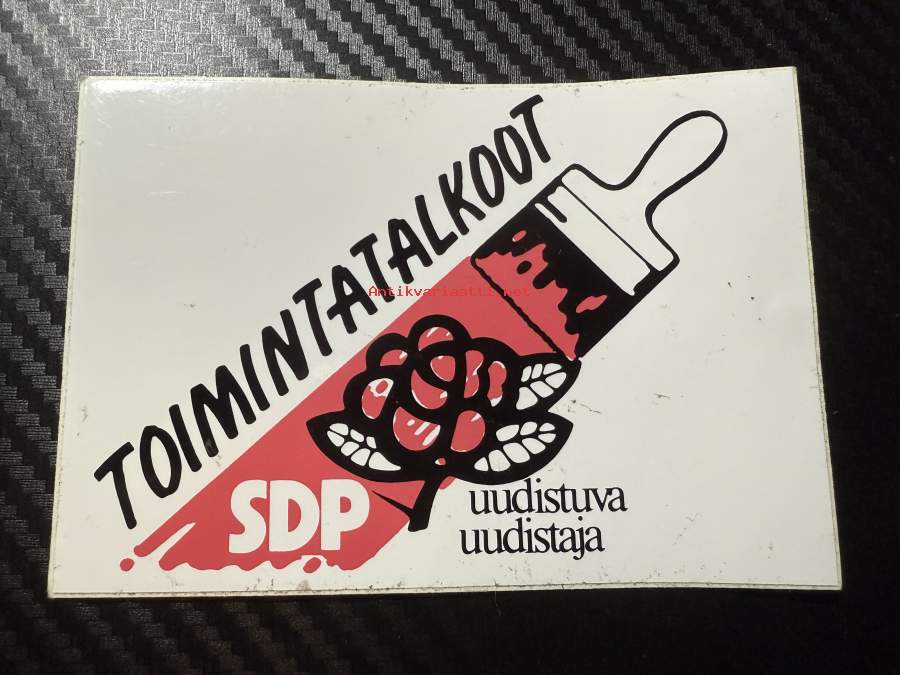 TOIMINTATALKOOT
Antikvariaatti.net
SDP
uudistuva
uudistaja